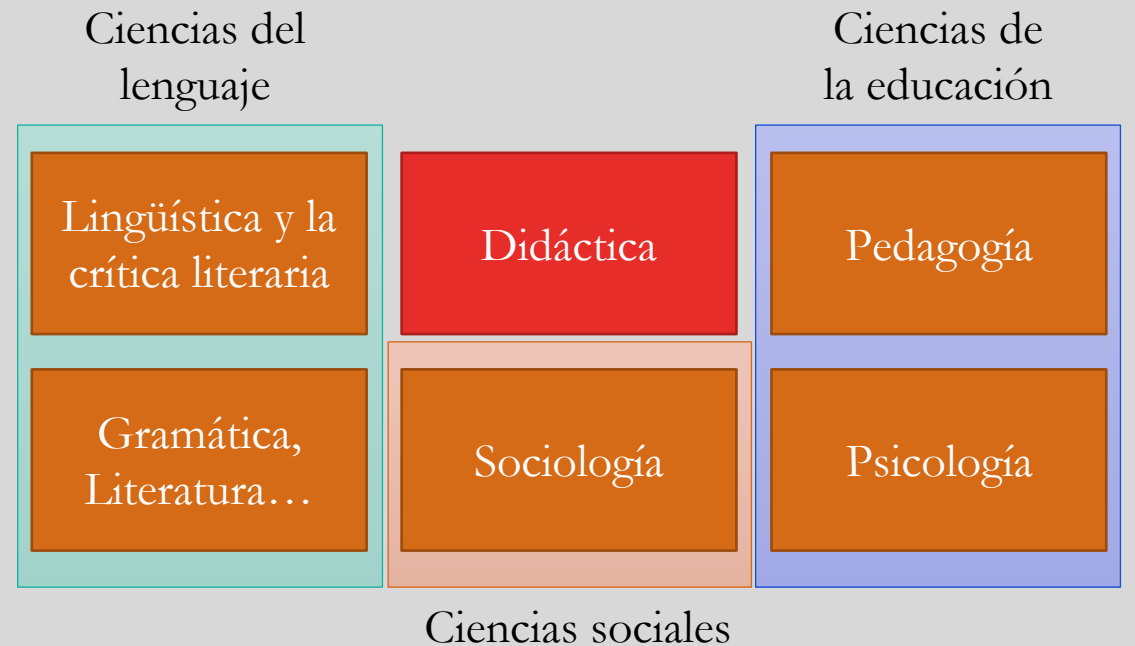 Ciencias del
lenguaje
Ciencias de
la educación
Lingüística y la
crítica literaria
Didáctica
Pedagogía
Gramática,
Literatura…
Sociología
Psicología
Ciencias sociales